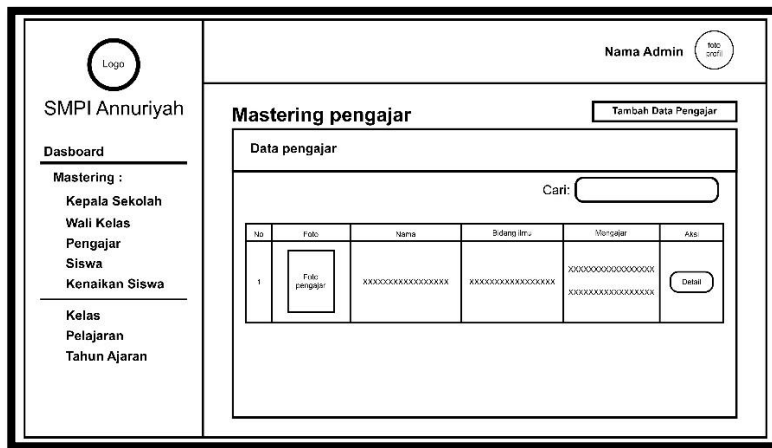 Logo
SMPI Annuriyah
Dasboard
Mastering :
Kepala Sekolah
Wali Kelas
Pengajar
Siswa
Kenaikan Siswa
Kelas
Pelajaran
Tahun Ajaran
Nama Admin
foto
profil
Mastering pengajar
Tambah Data Pengajar
Data pengajar
Cari:
No Foto Nama Bidang ilmu Mengajar Aksi
1
Foto
pengajar
XXXXXXXXXXXXXXXXX
XXXXXXXXXXXXXXXXX
XXXXXXXXXXXXXXXXX
XXXXXXXXXXXXXXXXX
Detail